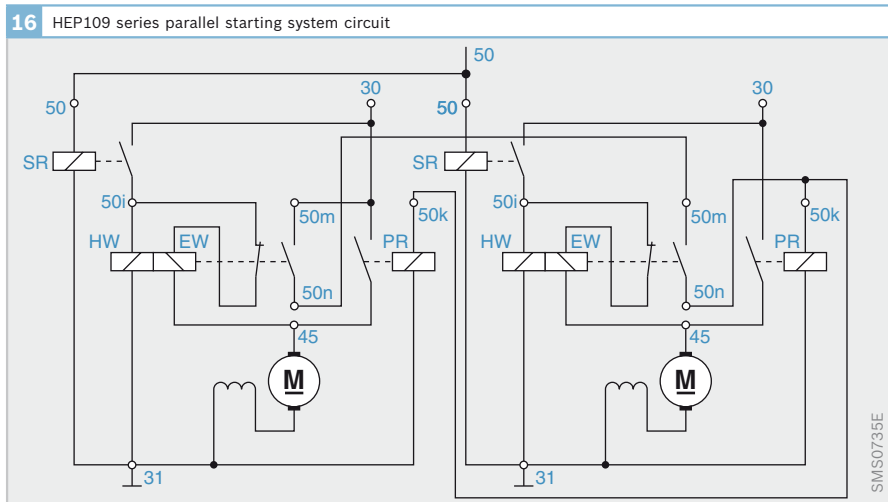 16 HEP109 series parallel starting system circuit
50
50 30 50 30
SR SR
50i 50m 50k 50i 50m 50k
HW EW PR HW EW PR
50n 50n
45 45
M M
31 31
SMS0735E